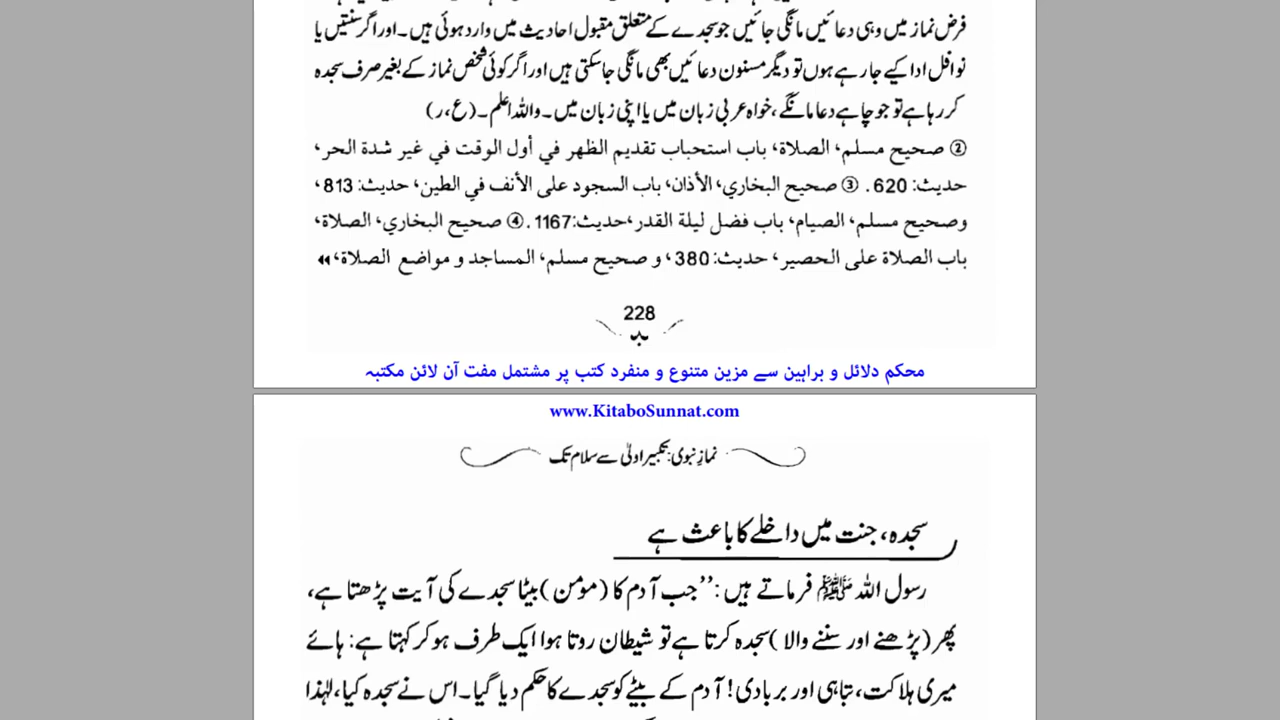 فرض نماز میں وہی دعائیں مانگی جائیں جو سجدے کے متعلق مقبول احادیث میں وارد ہوئی ہیں۔ اور اگر سنتیں یا
نوافل ادا کیے جا رہے ہوں تو دیگر مسنون دعائیں بھی مانگی جاسکتی ہیں اور اگر کوئی شخص نماز کے بغیر صرف سجدہ
کر رہا ہے تو جو چاہے دعا مانگے، خواہ عربی زبان میں یا اپنی زبان میں۔ واللہ اعلم۔ (ع، ر)
② صحيح مسلم، الصلاة، باب استحباب تقديم الظهر في أول الوقت في غير شدة الحر،
حديث: 620. ③ صحيح البخاري، الأذان، باب السجود على الأنف في الطين، حديث: 813،
وصحيح مسلم، الصيام، باب فضل ليلة القدر، حديث:1167. ④ صحيح البخاري، الصلاة،
باب الصلاة على الحصير، حديث: 380، و صحيح مسلم، المساجد و مواضع الصلاة، ◂◂
228
محکم دلائل و براہین سے مزین متنوع و منفرد کتب پر مشتمل مفت آن لائن مکتبہ
www.KitaboSunnat.com
نمازِ نبوی: تکبیر اولیٰ سے سلام تک
سجدہ، جنت میں داخلے کا باعث ہے
رسول اللہ ﷺ فرماتے ہیں: ’’جب آدم کا (مومن) بیٹا سجدے کی آیت پڑھتا ہے،
پھر (پڑھنے اور سننے والا) سجدہ کرتا ہے تو شیطان روتا ہوا ایک طرف ہو کر کہتا ہے: ہائے
میری ہلاکت، تباہی اور بربادی! آدم کے بیٹے کو سجدے کا حکم دیا گیا۔ اس نے سجدہ کیا، لہٰذا